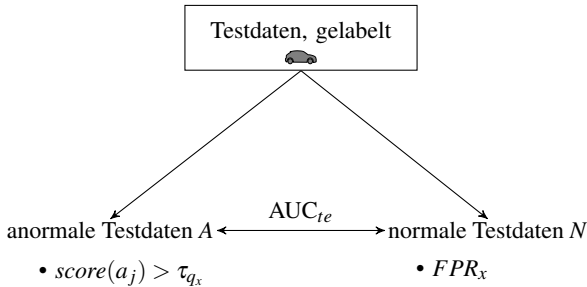 Testdaten, gelabelt
AUC_te
anormale Testdaten A
normale Testdaten N
• score(a_j) > τ_{q_x}
• FPR_x